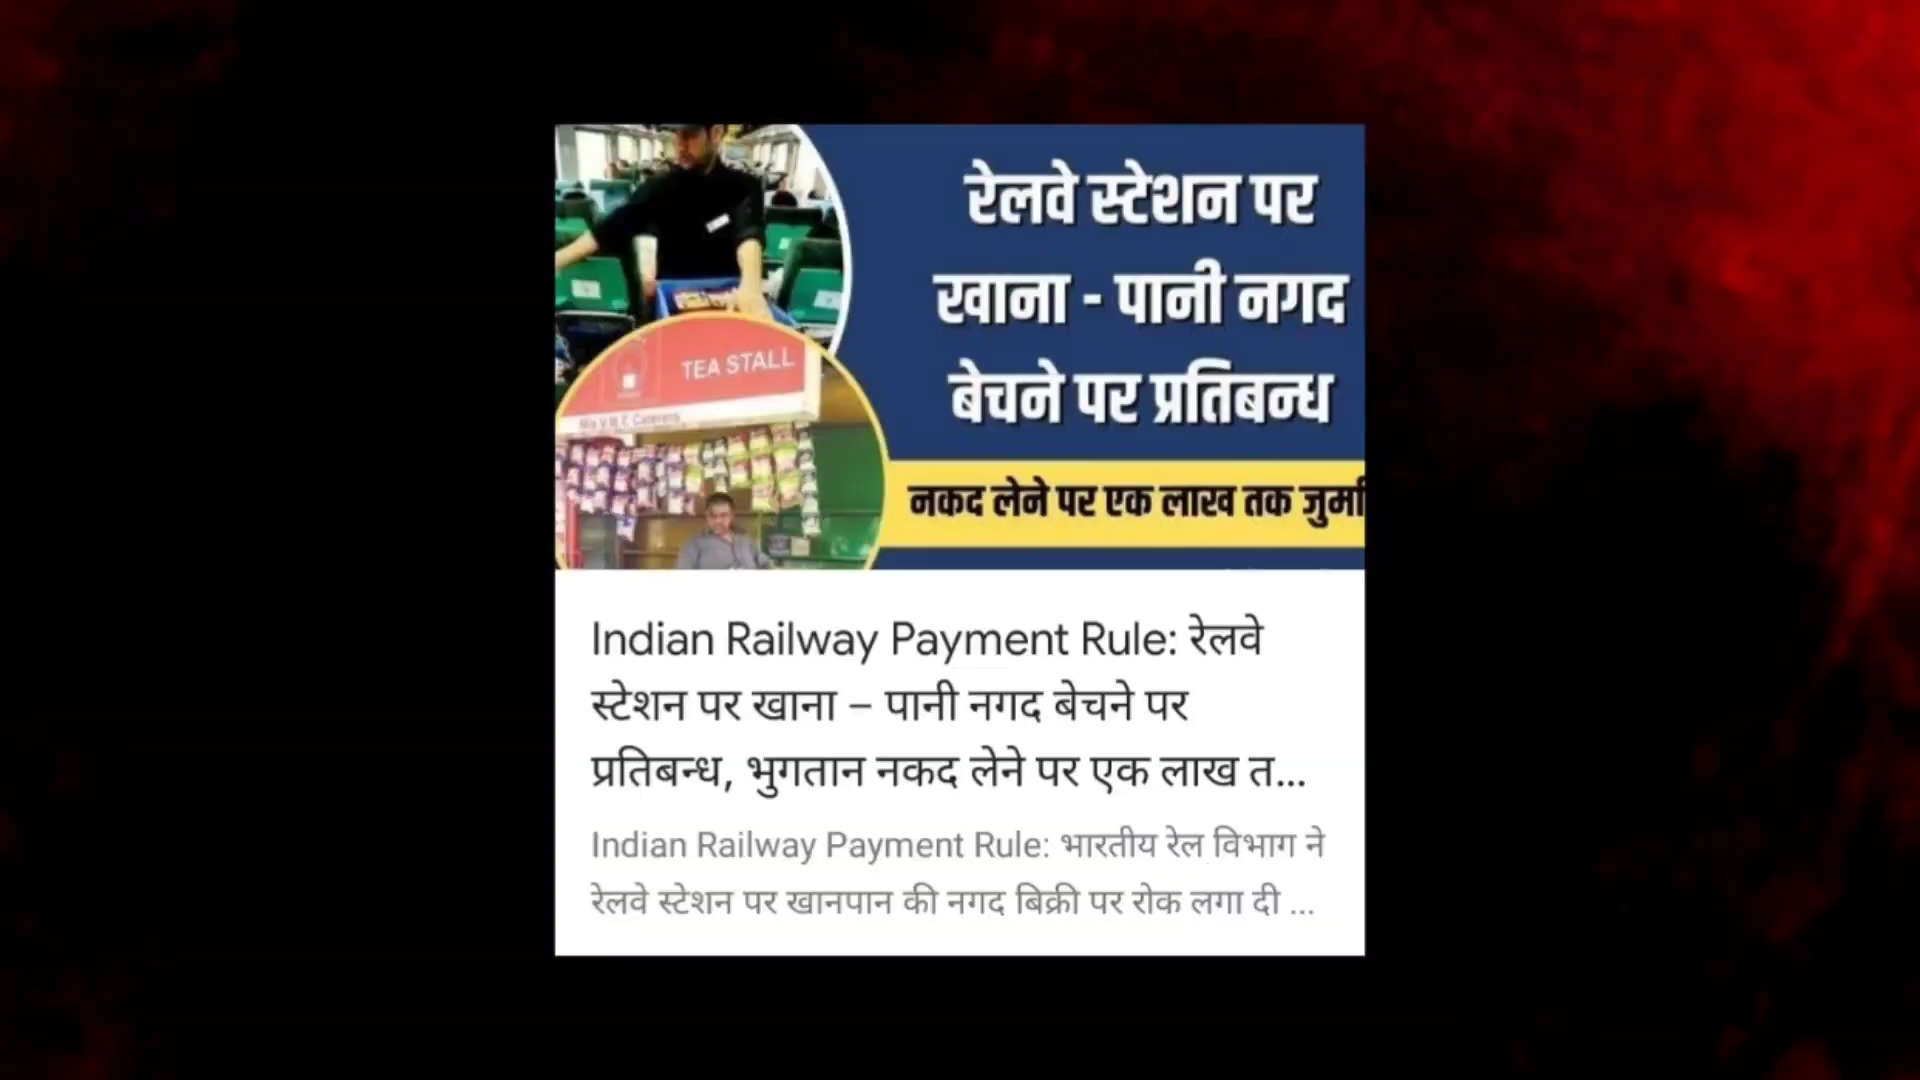 रेलवे स्टेशन पर
खाना - पानी नगद
बेचने पर प्रतिबन्ध
TEA STALL
नकद लेने पर एक लाख तक
Indian Railway Payment Rule: रेलवे
स्टेशन पर खाना – पानी नगद बेचने पर
प्रतिबन्ध, भुगतान नकद लेने पर एक लाख त...
Indian Railway Payment Rule: भारतीय रेल विभाग ने
रेलवे स्टेशन पर खानपान की नगद बिक्री पर रोक लगा दी ...